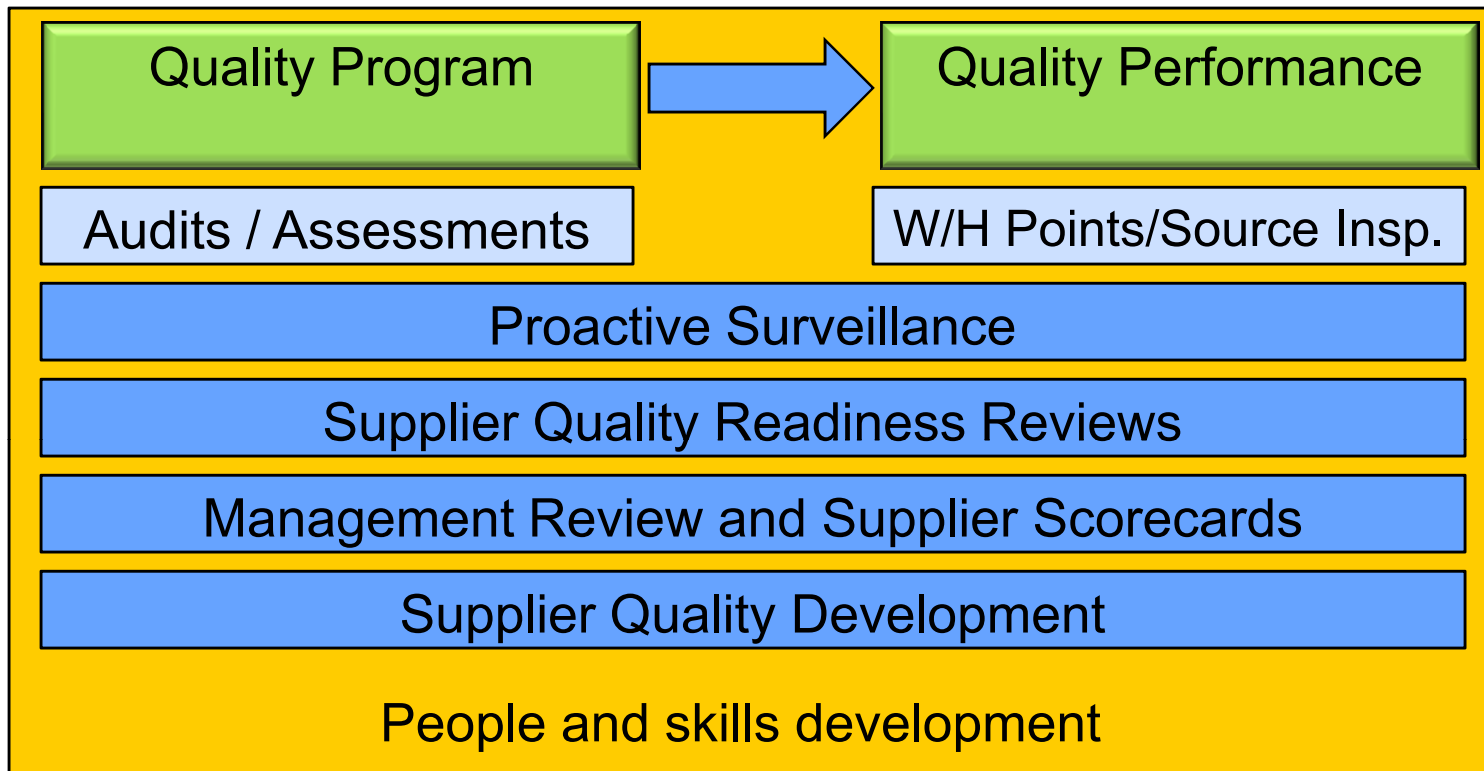 Quality Program
Quality Performance
Audits / Assessments
W/H Points/Source Insp.
Proactive Surveillance
Supplier Quality Readiness Reviews
Management Review and Supplier Scorecards
Supplier Quality Development
People and skills development